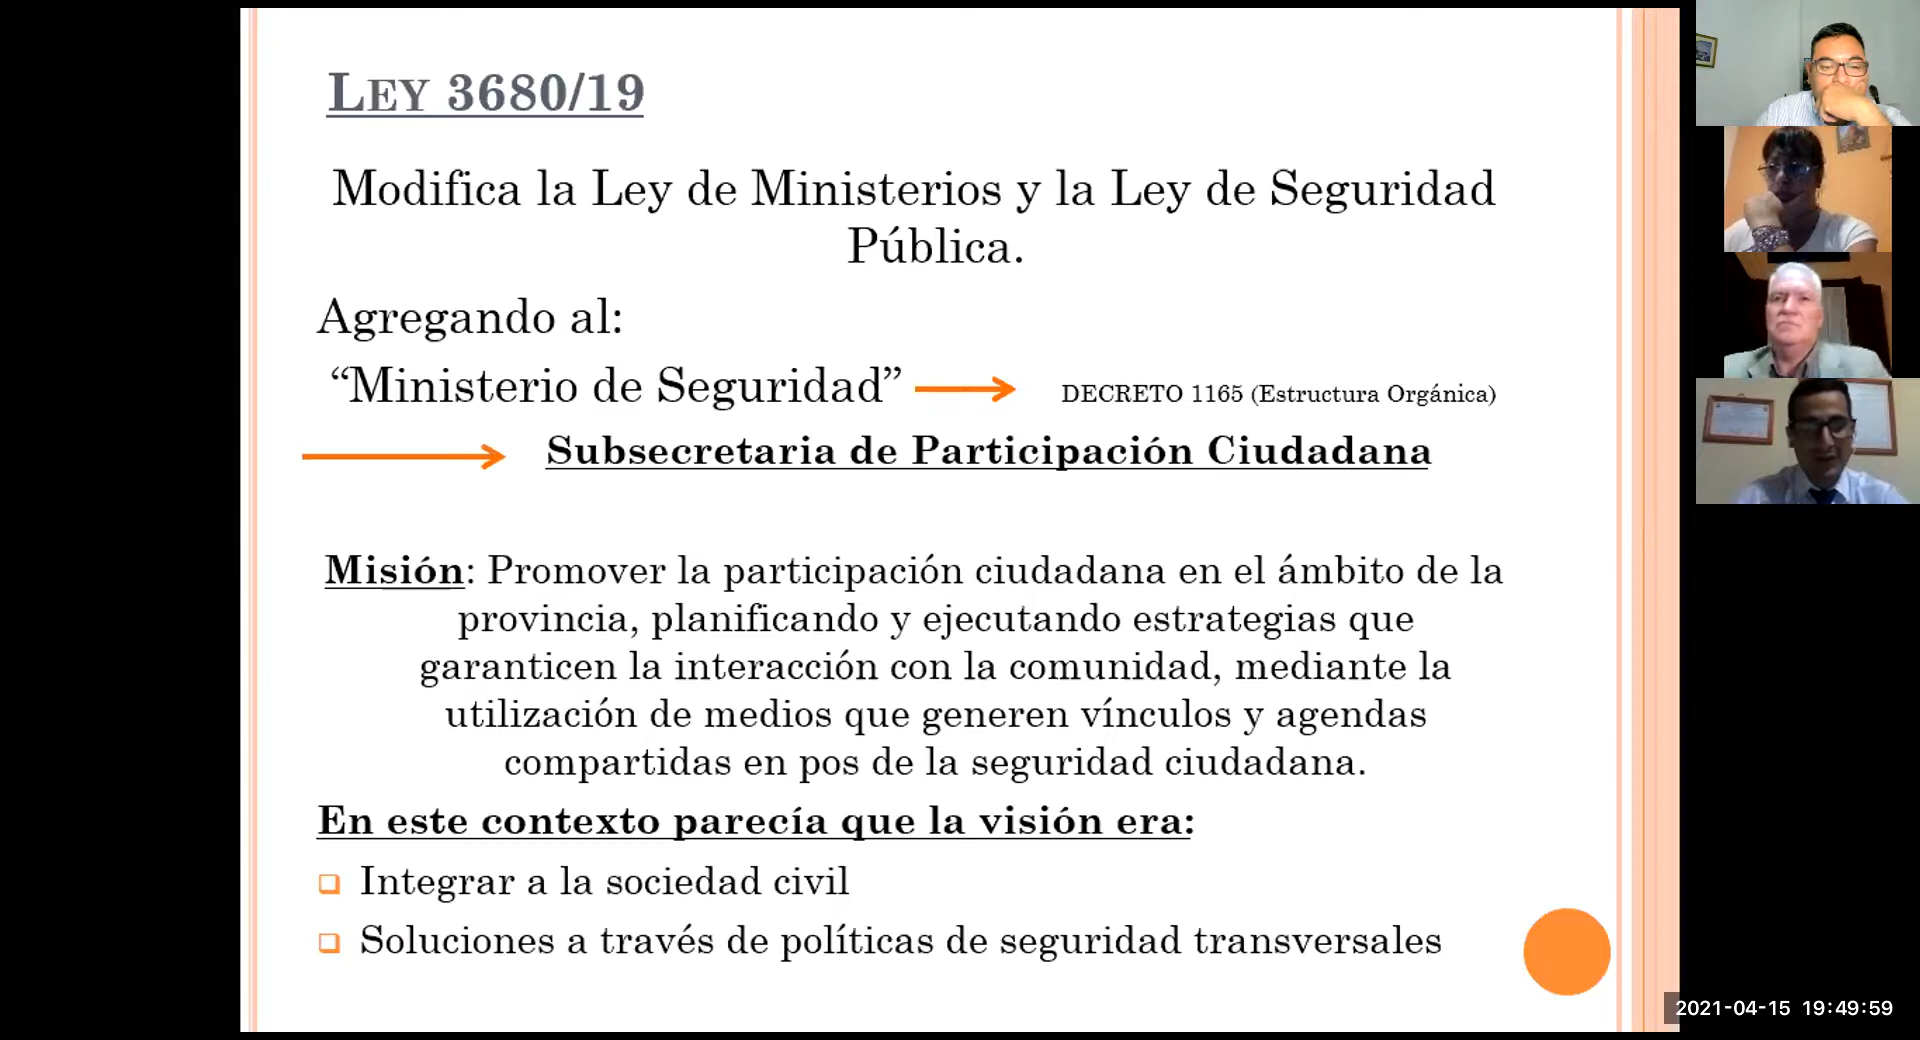 LEY 3680/19
Modifica la Ley de Ministerios y la Ley de Seguridad
Pública.
Agregando al:
“Ministerio de Seguridad” DECRETO 1165 (Estructura Orgánica)
Subsecretaria de Participación Ciudadana
Misión: Promover la participación ciudadana en el ámbito de la
provincia, planificando y ejecutando estrategias que
garanticen la interacción con la comunidad, mediante la
utilización de medios que generen vínculos y agendas
compartidas en pos de la seguridad ciudadana.
En este contexto parecía que la visión era:
Integrar a la sociedad civil
Soluciones a través de políticas de seguridad transversales
2021-04-15 19:49:59